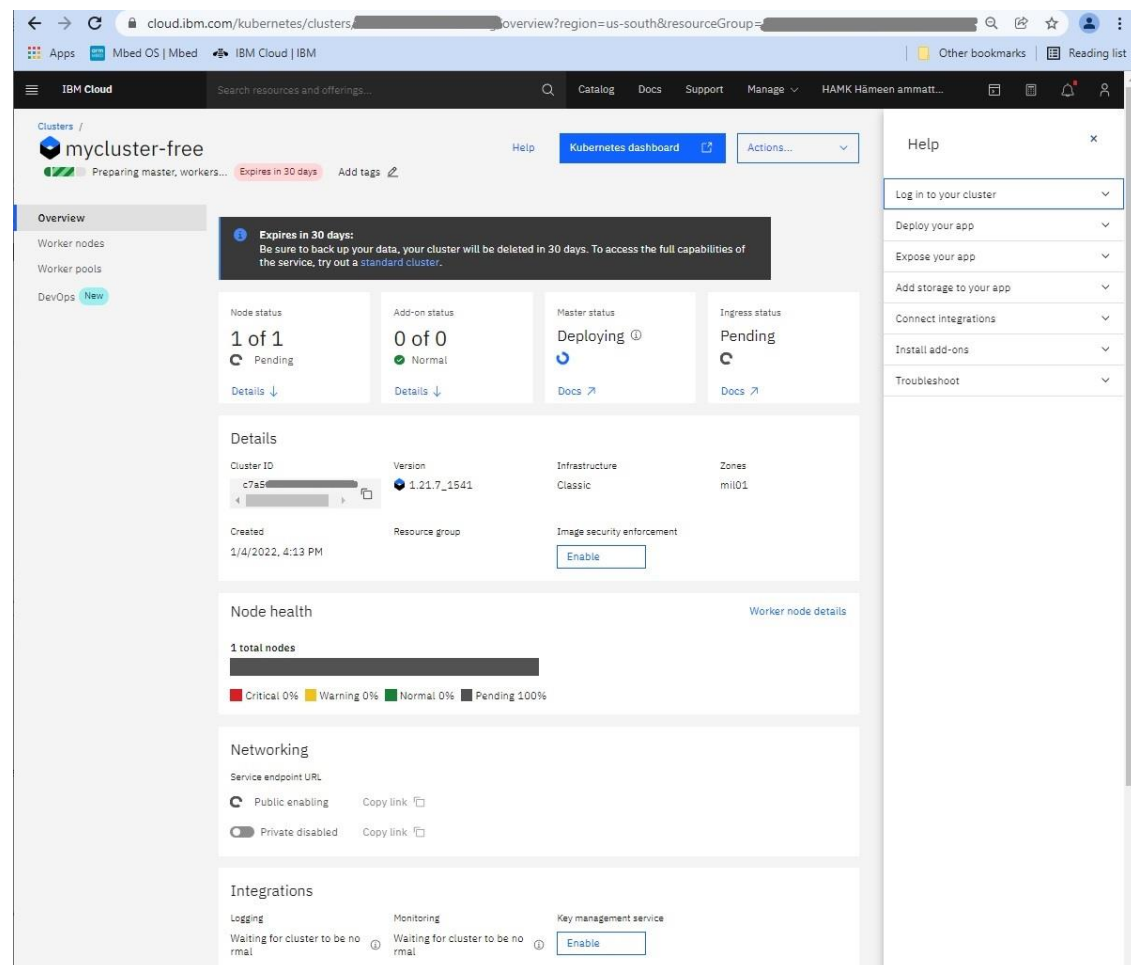 cloud.ibm.com/kubernetes/clusters/ overview?region=us-south&resourceGroup=
Apps Mbed OS | Mbed IBM Cloud | IBM Other bookmarks Reading list
IBM Cloud Search resources and offerings... Catalog Docs Support Manage HAMK Hämeen ammatt...
Clusters /
mycluster-free Help Kubernetes dashboard Actions...
Preparing master, workers... Expires in 30 days Add tags
Overview
Worker nodes
Worker pools
DevOps New
Expires in 30 days:
Be sure to back up your data, your cluster will be deleted in 30 days. To access the full capabilities of
the service, try out a standard cluster.
Node status Add-on status Master status Ingress status
1 of 1 0 of 0 Deploying Pending
Pending Normal
Details Details Docs Docs
Details
Cluster ID Version Infrastructure Zones
c7a5 1.21.7_1541 Classic mil01
Created Resource group Image security enforcement
1/4/2022, 4:13 PM Enable
Node health Worker node details
1 total nodes
Critical 0% Warning 0% Normal 0% Pending 100%
Networking
Service endpoint URL
Public enabling Copy link
Private disabled Copy link
Integrations
Logging Monitoring Key management service
Waiting for cluster to be no Waiting for cluster to be no Enable
rmal rmal
Help
Log in to your cluster
Deploy your app
Expose your app
Add storage to your app
Connect integrations
Install add-ons
Troubleshoot